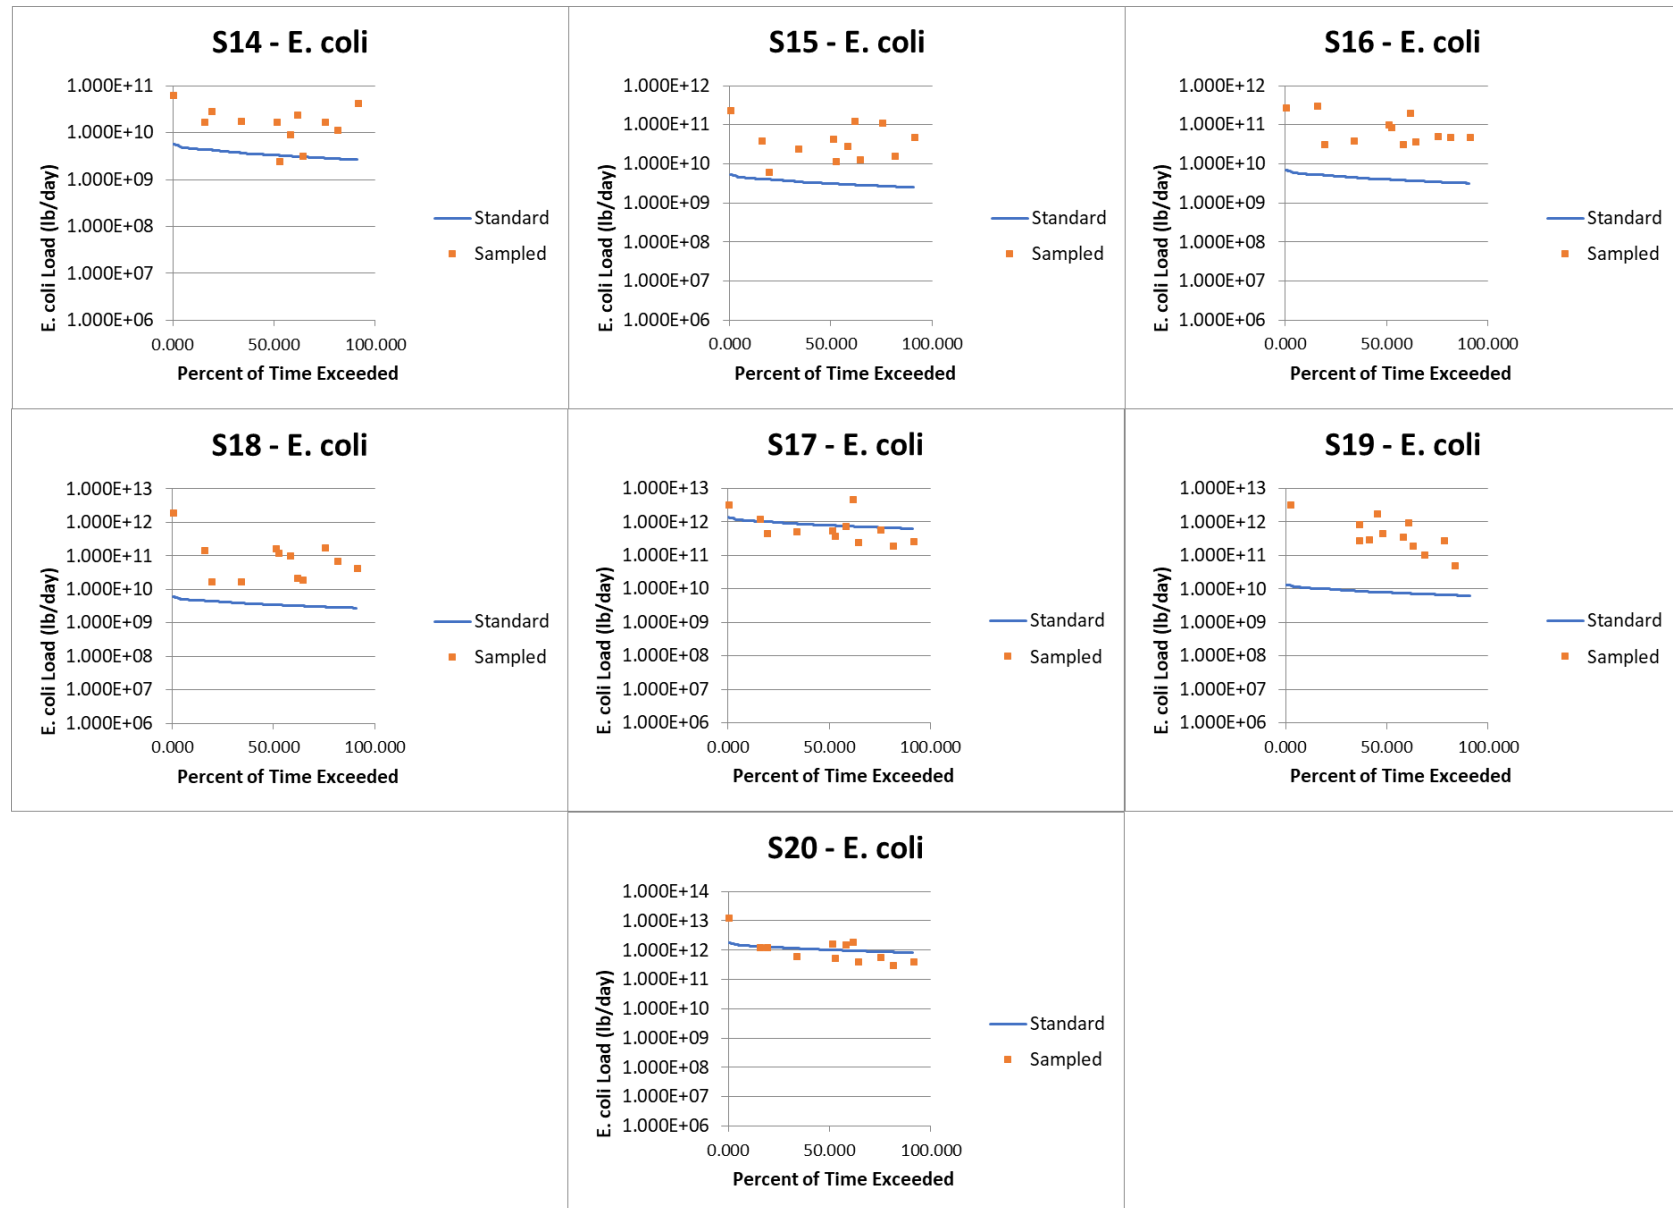 S14 - E. coli
1.000E+11
1.000E+10
1.000E+09
1.000E+08
1.000E+07
1.000E+06
E. coli Load (lb/day)
0.000 50.000 100.000
Percent of Time Exceeded
Standard
Sampled
S15 - E. coli
1.000E+12
1.000E+11
1.000E+10
1.000E+09
1.000E+08
1.000E+07
1.000E+06
E. coli Load (lb/day)
0.000 50.000 100.000
Percent of Time Exceeded
Standard
Sampled
S16 - E. coli
1.000E+12
1.000E+11
1.000E+10
1.000E+09
1.000E+08
1.000E+07
1.000E+06
E. coli Load (lb/day)
0.000 50.000 100.000
Percent of Time Exceeded
Standard
Sampled
S18 - E. coli
1.000E+13
1.000E+12
1.000E+11
1.000E+10
1.000E+09
1.000E+08
1.000E+07
1.000E+06
E. coli Load (lb/day)
0.000 50.000 100.000
Percent of Time Exceeded
Standard
Sampled
S17 - E. coli
1.000E+13
1.000E+12
1.000E+11
1.000E+10
1.000E+09
1.000E+08
1.000E+07
1.000E+06
E. coli Load (lb/day)
0.000 50.000 100.000
Percent of Time Exceeded
Standard
Sampled
S19 - E. coli
1.000E+13
1.000E+12
1.000E+11
1.000E+10
1.000E+09
1.000E+08
1.000E+07
1.000E+06
E. coli Load (lb/day)
0.000 50.000 100.000
Percent of Time Exceeded
Standard
Sampled
S20 - E. coli
1.000E+14
1.000E+13
1.000E+12
1.000E+11
1.000E+10
1.000E+09
1.000E+08
1.000E+07
1.000E+06
E. coli Load (lb/day)
0.000 50.000 100.000
Percent of Time Exceeded
Standard
Sampled